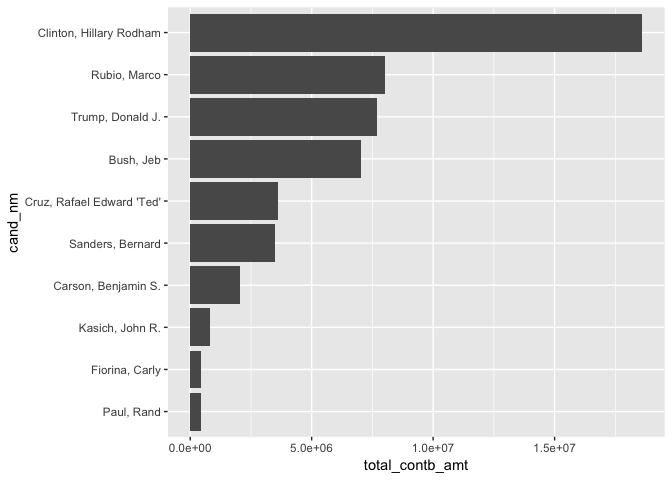 Clinton, Hillary Rodham
Rubio, Marco
Trump, Donald J.
Bush, Jeb
Cruz, Rafael Edward 'Ted'
Sanders, Bernard
Carson, Benjamin S.
Kasich, John R.
Fiorina, Carly
Paul, Rand
cand_nm
0.0e+00 5.0e+06 1.0e+07 1.5e+07
total_contb_amt